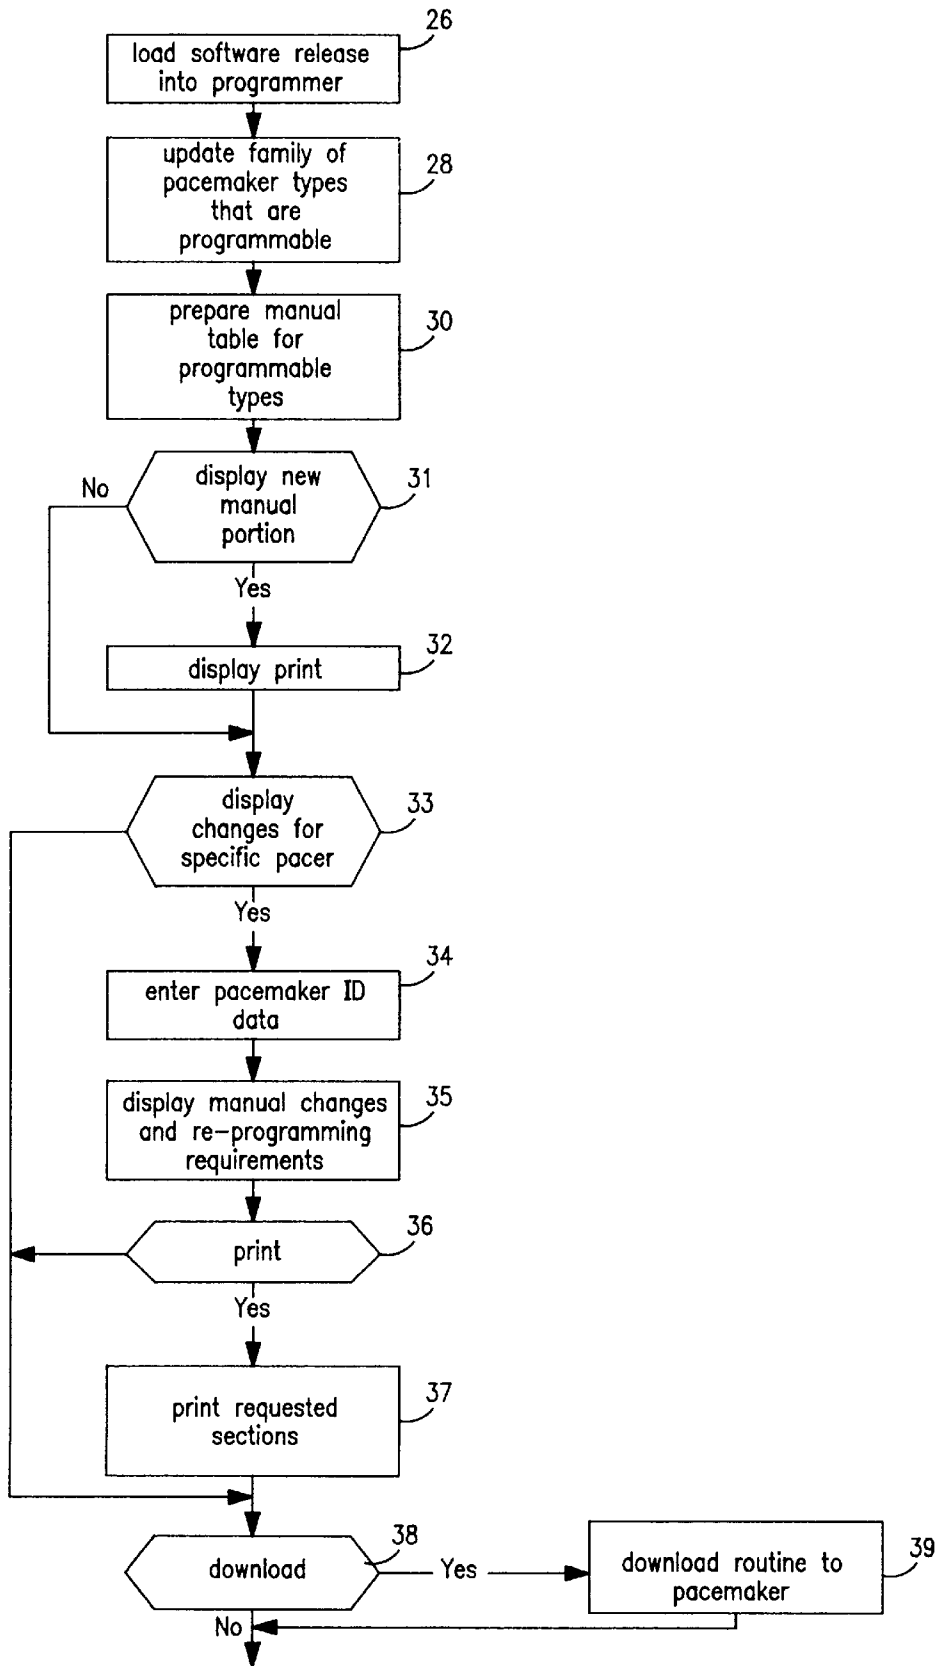 26
load software release
into programmer
28
update family of
pacemaker types
that are
programmable
30
prepare manual
table for
programmable
types
31
No
display new
manual
portion
Yes
32
display print
33
display
changes for
specific pacer
Yes
34
enter pacemaker ID
data
35
display manual changes
and re-programming
requirements
36
print
Yes
37
print requested
sections
38
download
Yes
39
download routine to
pacemaker
No